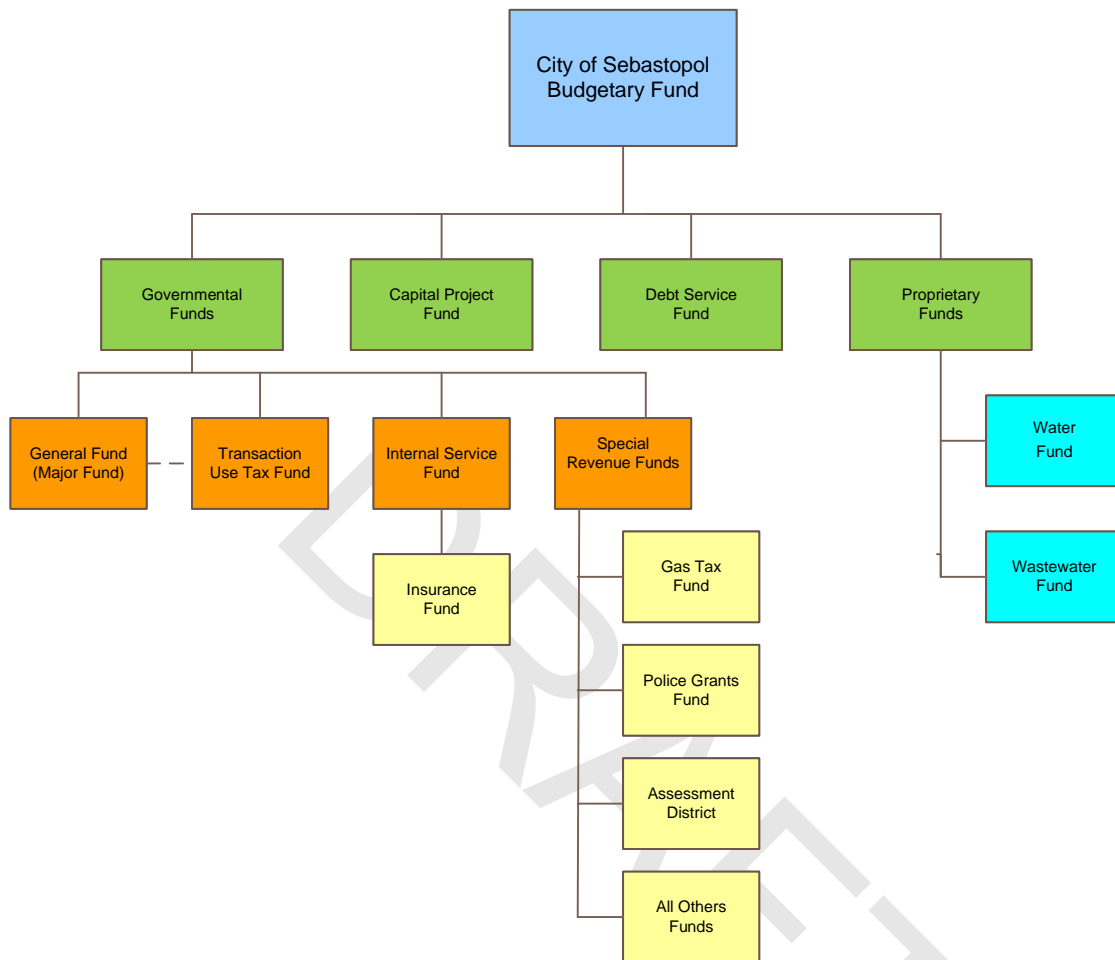 City of Sebastopol
Budgetary Fund
Governmental
Funds
Capital Project
Fund
Debt Service
Fund
Proprietary
Funds
General Fund
(Major Fund)
Transaction
Use Tax Fund
Internal Service
Fund
Special
Revenue Funds
Water
Fund
Insurance
Fund
Gas Tax
Fund
Wastewater
Fund
Police Grants
Fund
Assessment
District
All Others
Funds
DRAFT